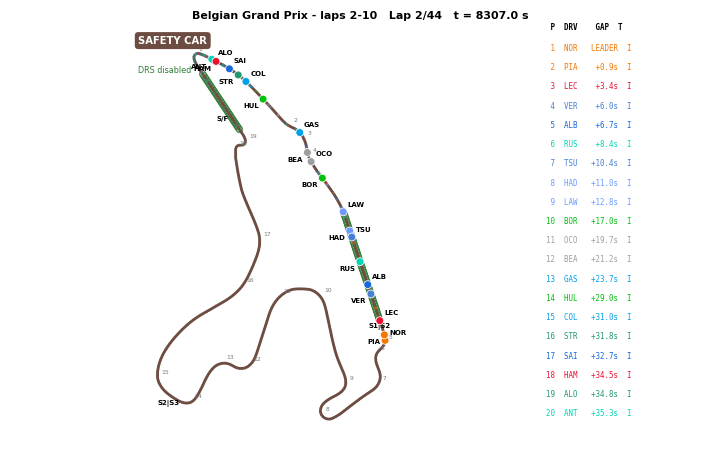 Belgian Grand Prix - laps 2-10   Lap 2/44   t = 8307.0 s
SAFETY CAR
DRS disabled
ALO
SAI
ANT
HAM
STR
COL
HUL
S/F
19
2
GAS
3
4
OCO
BEA
BOR
LAW
17
TSU
HAD
RUS
16
ALB
10
VER
LEC
S1|S2
NOR
PIA
13
12
15
9
7
S2|S3
8
P  DRV    GAP  T
1  NOR   LEADER  I
2  PIA   +0.9s  I
3  LEC   +3.4s  I
4  VER   +6.0s  I
5  ALB   +6.7s  I
6  RUS   +8.4s  I
7  TSU  +10.4s  I
8  HAD  +11.0s  I
9  LAW  +12.8s  I
10  BOR  +17.0s  I
11  OCO  +19.7s  I
12  BEA  +21.2s  I
13  GAS  +23.7s  I
14  HUL  +29.0s  I
15  COL  +31.0s  I
16  STR  +31.8s  I
17  SAI  +32.7s  I
18  HAM  +34.5s  I
19  ALO  +34.8s  I
20  ANT  +35.3s  I